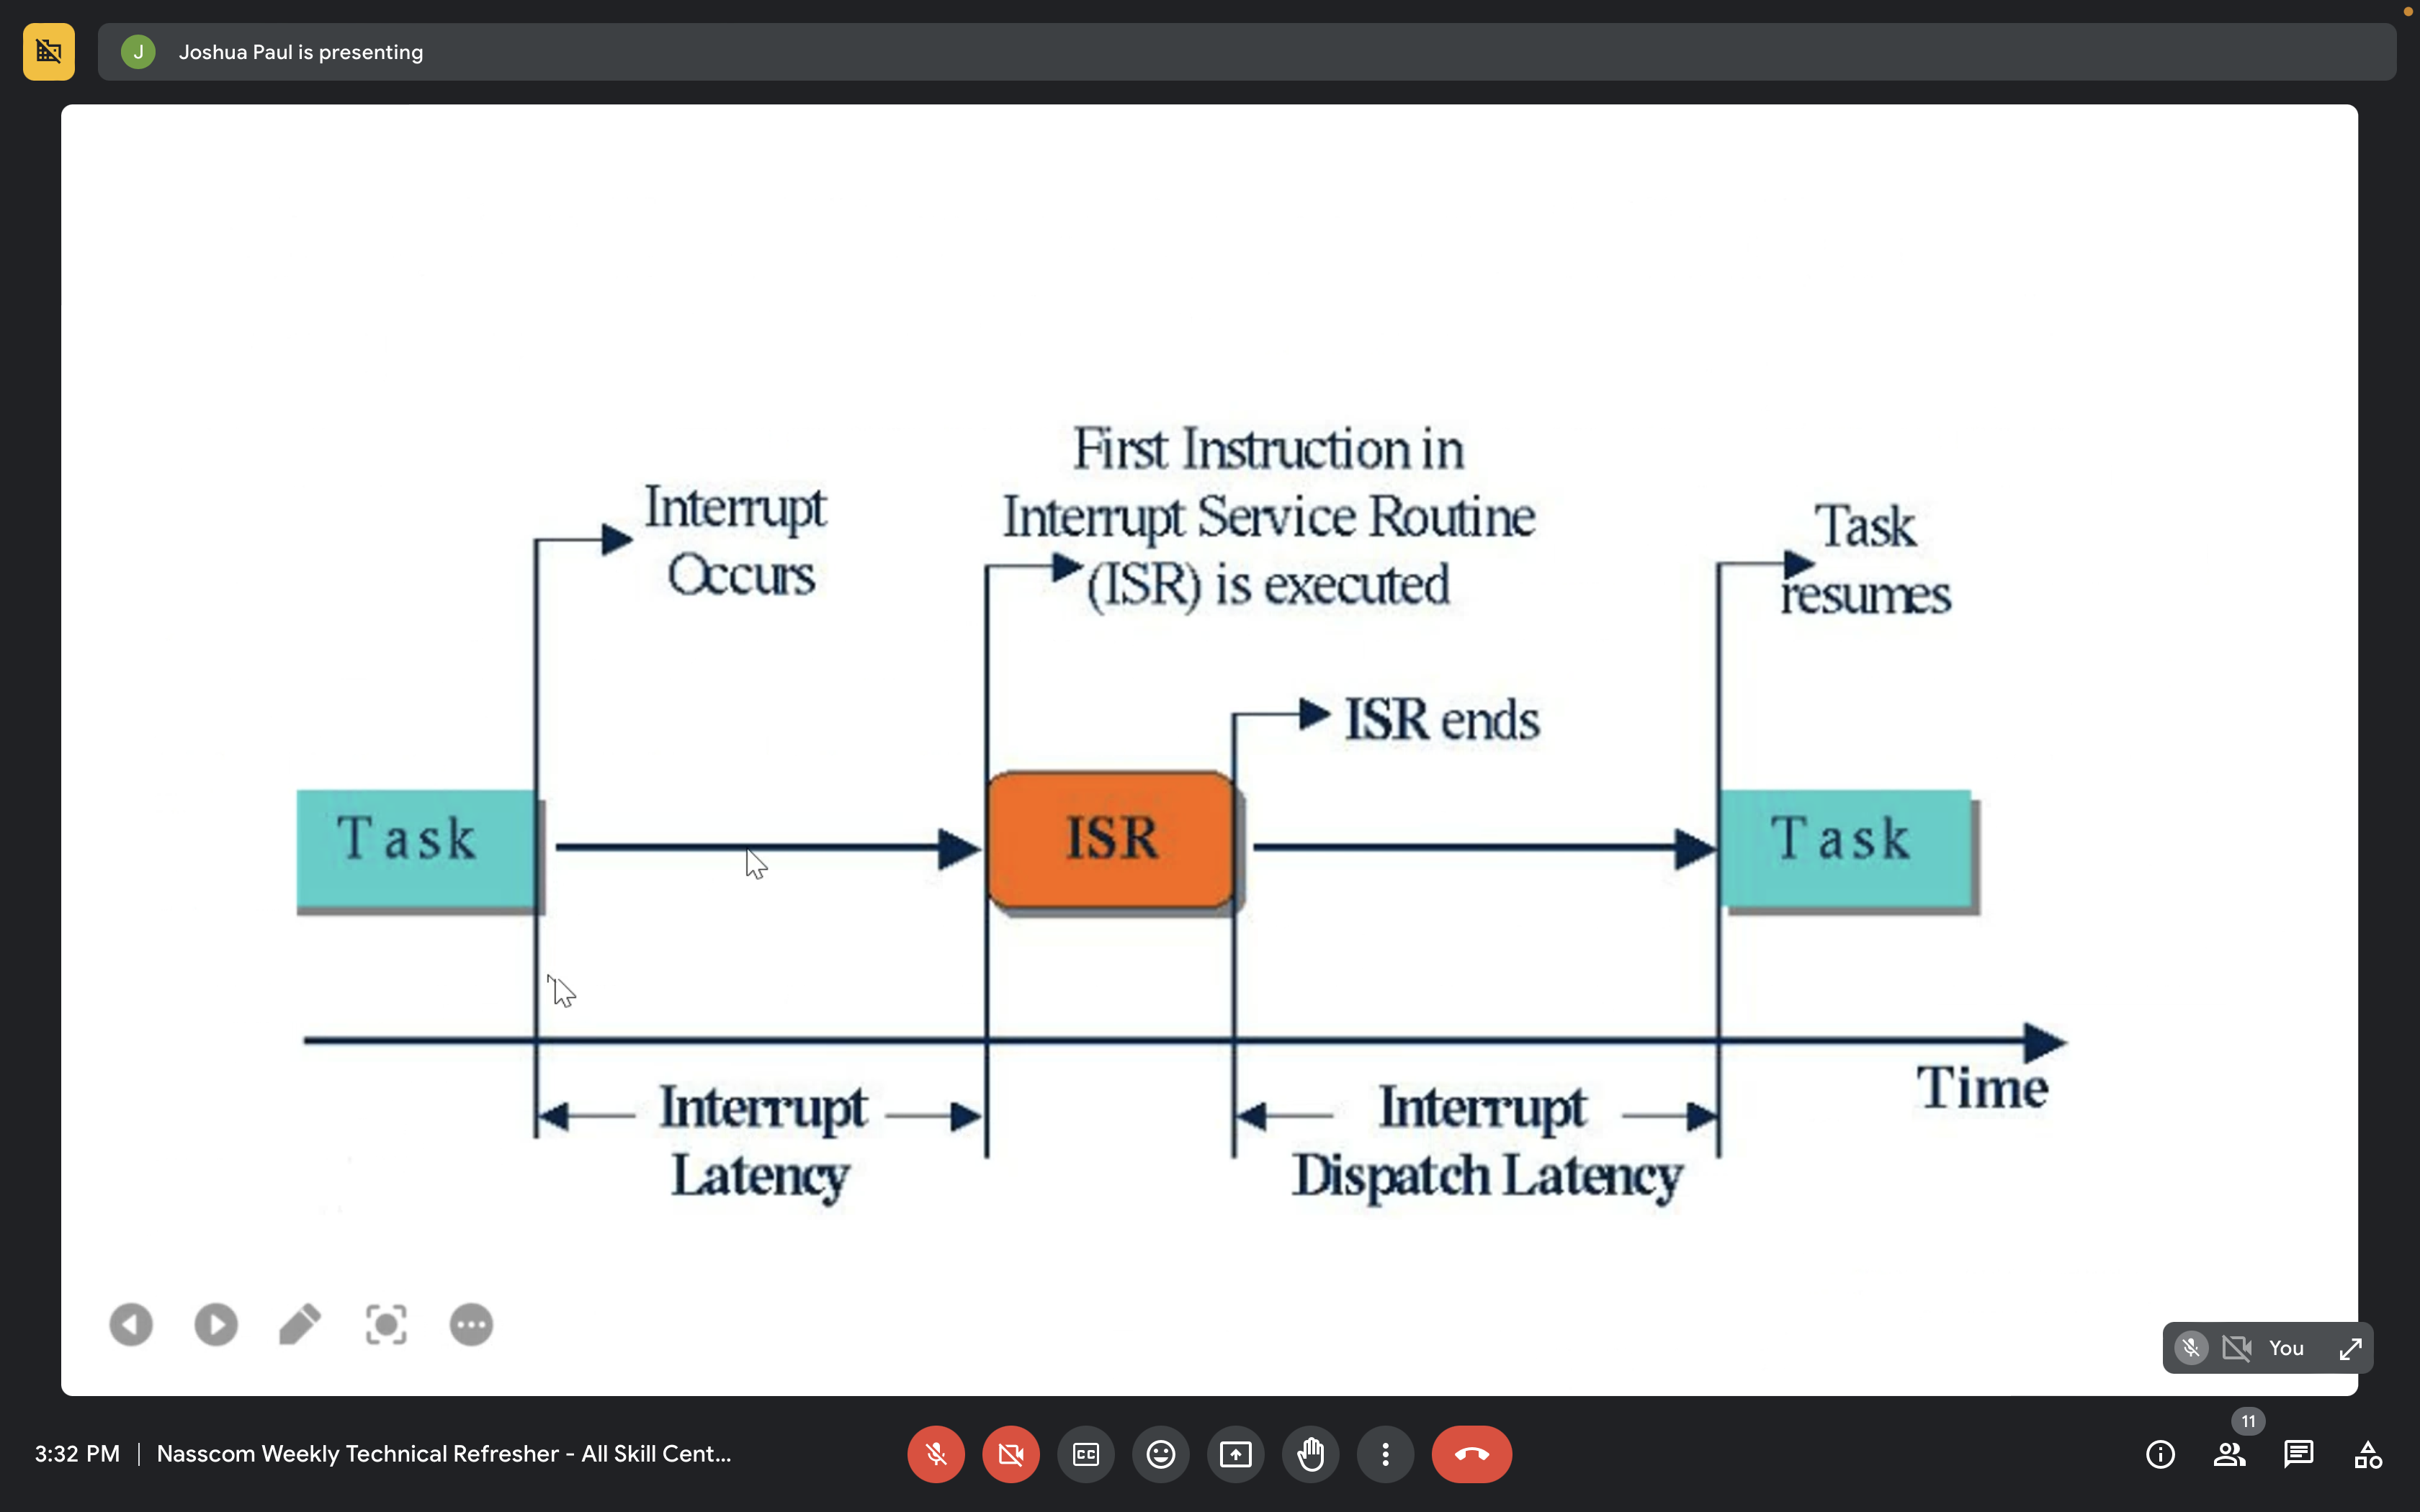 J Joshua Paul is presenting
First Instruction in
Interrupt Service Routine
(ISR) is executed
Interrupt
Occurs
Task
resumes
ISR ends
Task
ISR
Task
Time
Interrupt
Latency
Interrupt
Dispatch Latency
You
11
3:32 PM | Nasscom Weekly Technical Refresher - All Skill Cent...
CC